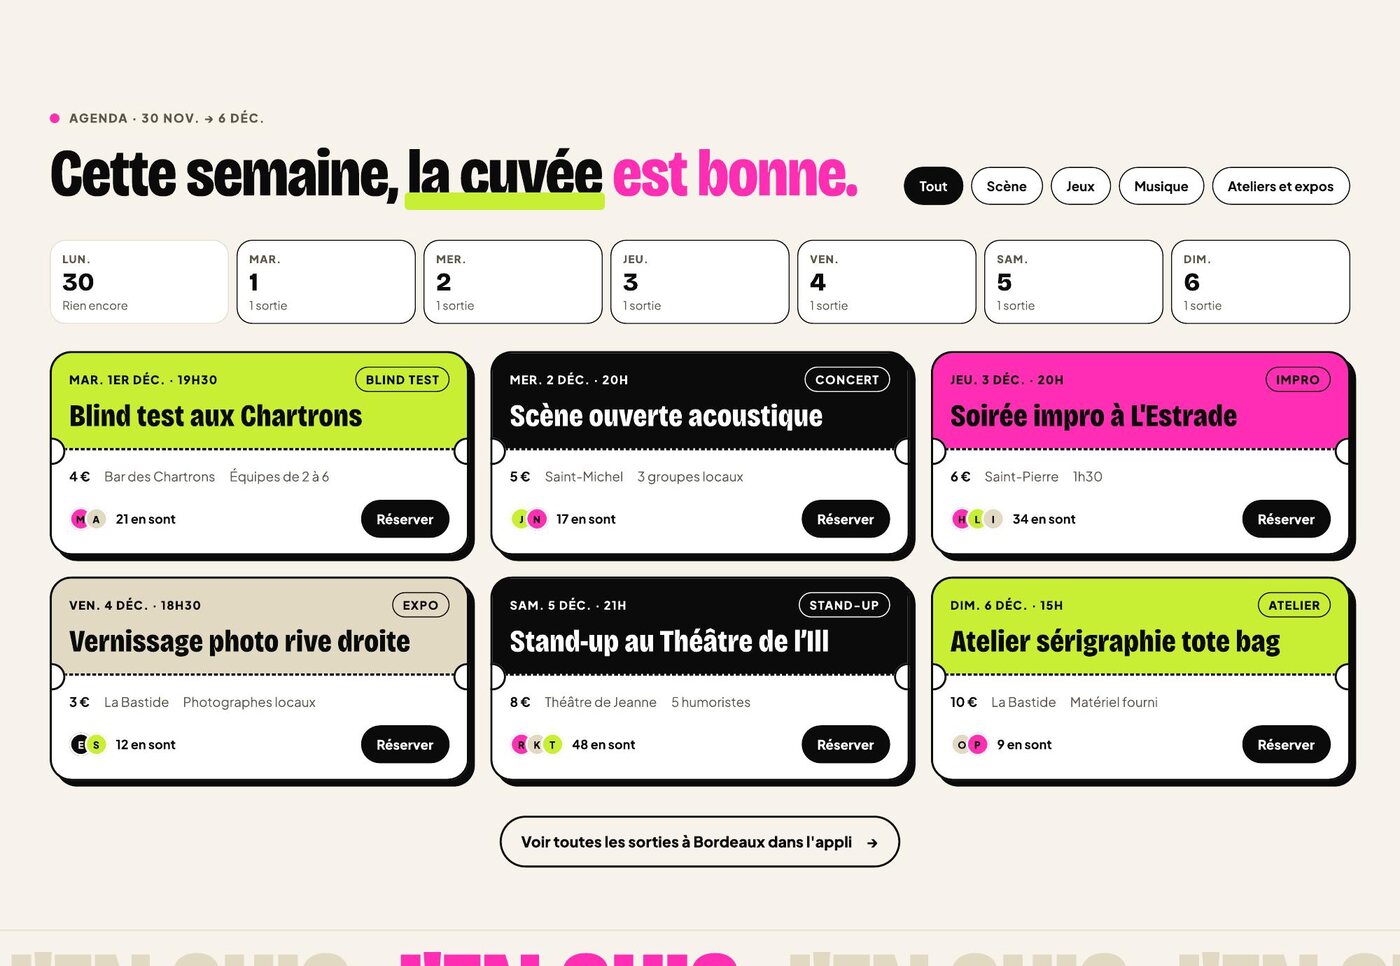 AGENDA · 30 NOV. → 6 DÉC.
Cette semaine, la cuvée est bonne.
Tout
Scène
Jeux
Musique
Ateliers et expos
LUN.
30
Rien encore
MAR.
1
1 sortie
MER.
2
1 sortie
JEU.
3
1 sortie
VEN.
4
1 sortie
SAM.
5
1 sortie
DIM.
6
1 sortie
MAR. 1ER DÉC. · 19H30
BLIND TEST
Blind test aux Chartrons
4 € Bar des Chartrons Équipes de 2 à 6
M A 21 en sont
Réserver
MER. 2 DÉC. · 20H
CONCERT
Scène ouverte acoustique
5 € Saint-Michel 3 groupes locaux
J N 17 en sont
Réserver
JEU. 3 DÉC. · 20H
IMPRO
Soirée impro à L'Estrade
6 € Saint-Pierre 1h30
H L I 34 en sont
Réserver
VEN. 4 DÉC. · 18H30
EXPO
Vernissage photo rive droite
3 € La Bastide Photographes locaux
E S 12 en sont
Réserver
SAM. 5 DÉC. · 21H
STAND-UP
Stand-up au Théâtre de l'Ill
8 € Théâtre de Jeanne 5 humoristes
R K T 48 en sont
Réserver
DIM. 6 DÉC. · 15H
ATELIER
Atelier sérigraphie tote bag
10 € La Bastide Matériel fourni
O P 9 en sont
Réserver
Voir toutes les sorties à Bordeaux dans l'appli →